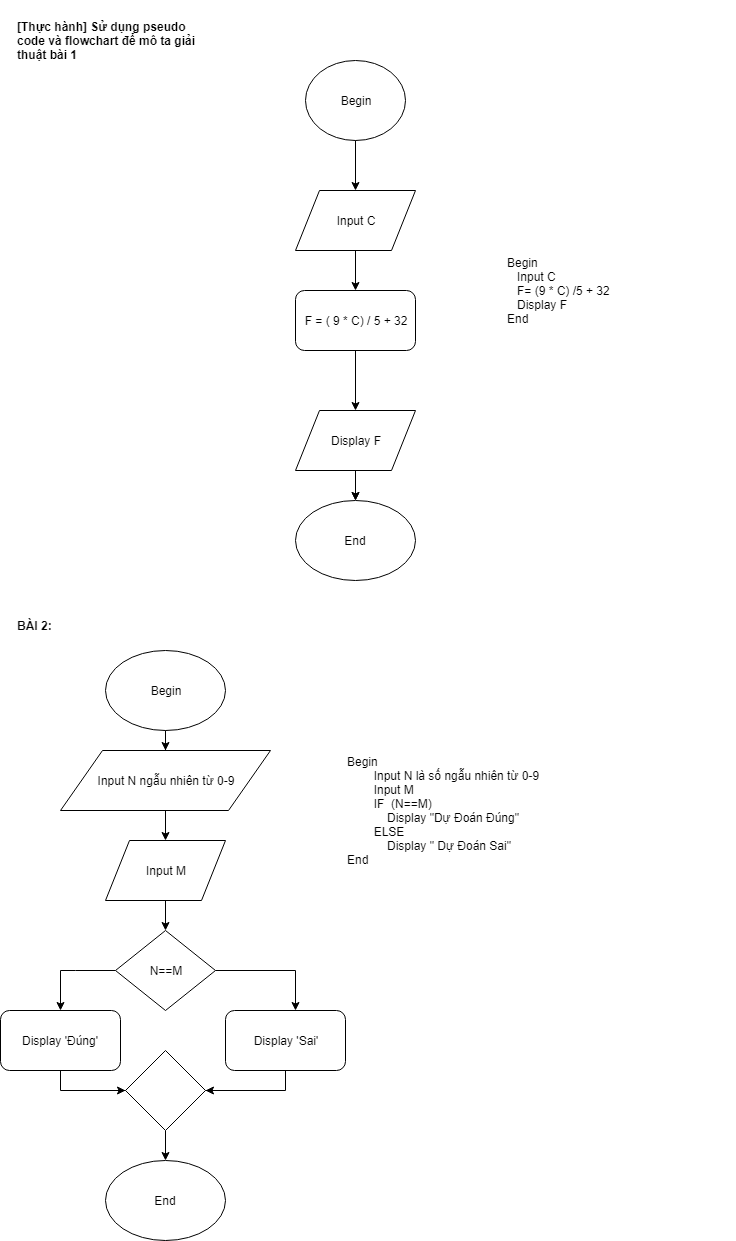 [Thực hành] Sử dụng pseudo
code và flowchart để mô ta giải
thuật bài 1
Begin
Input C
F = ( 9 * C) / 5 + 32
Display F
End
Begin
Input C
F= (9 * C) /5 + 32
Display F
End
BÀI 2:
Begin
Input N ngẫu nhiên từ 0-9
Input M
N==M
Display 'Đúng'
Display 'Sai'
End
Begin
Input N là số ngẫu nhiên từ 0-9
Input M
IF (N==M)
Display "Dự Đoán Đúng"
ELSE
Display " Dự Đoán Sai"
End